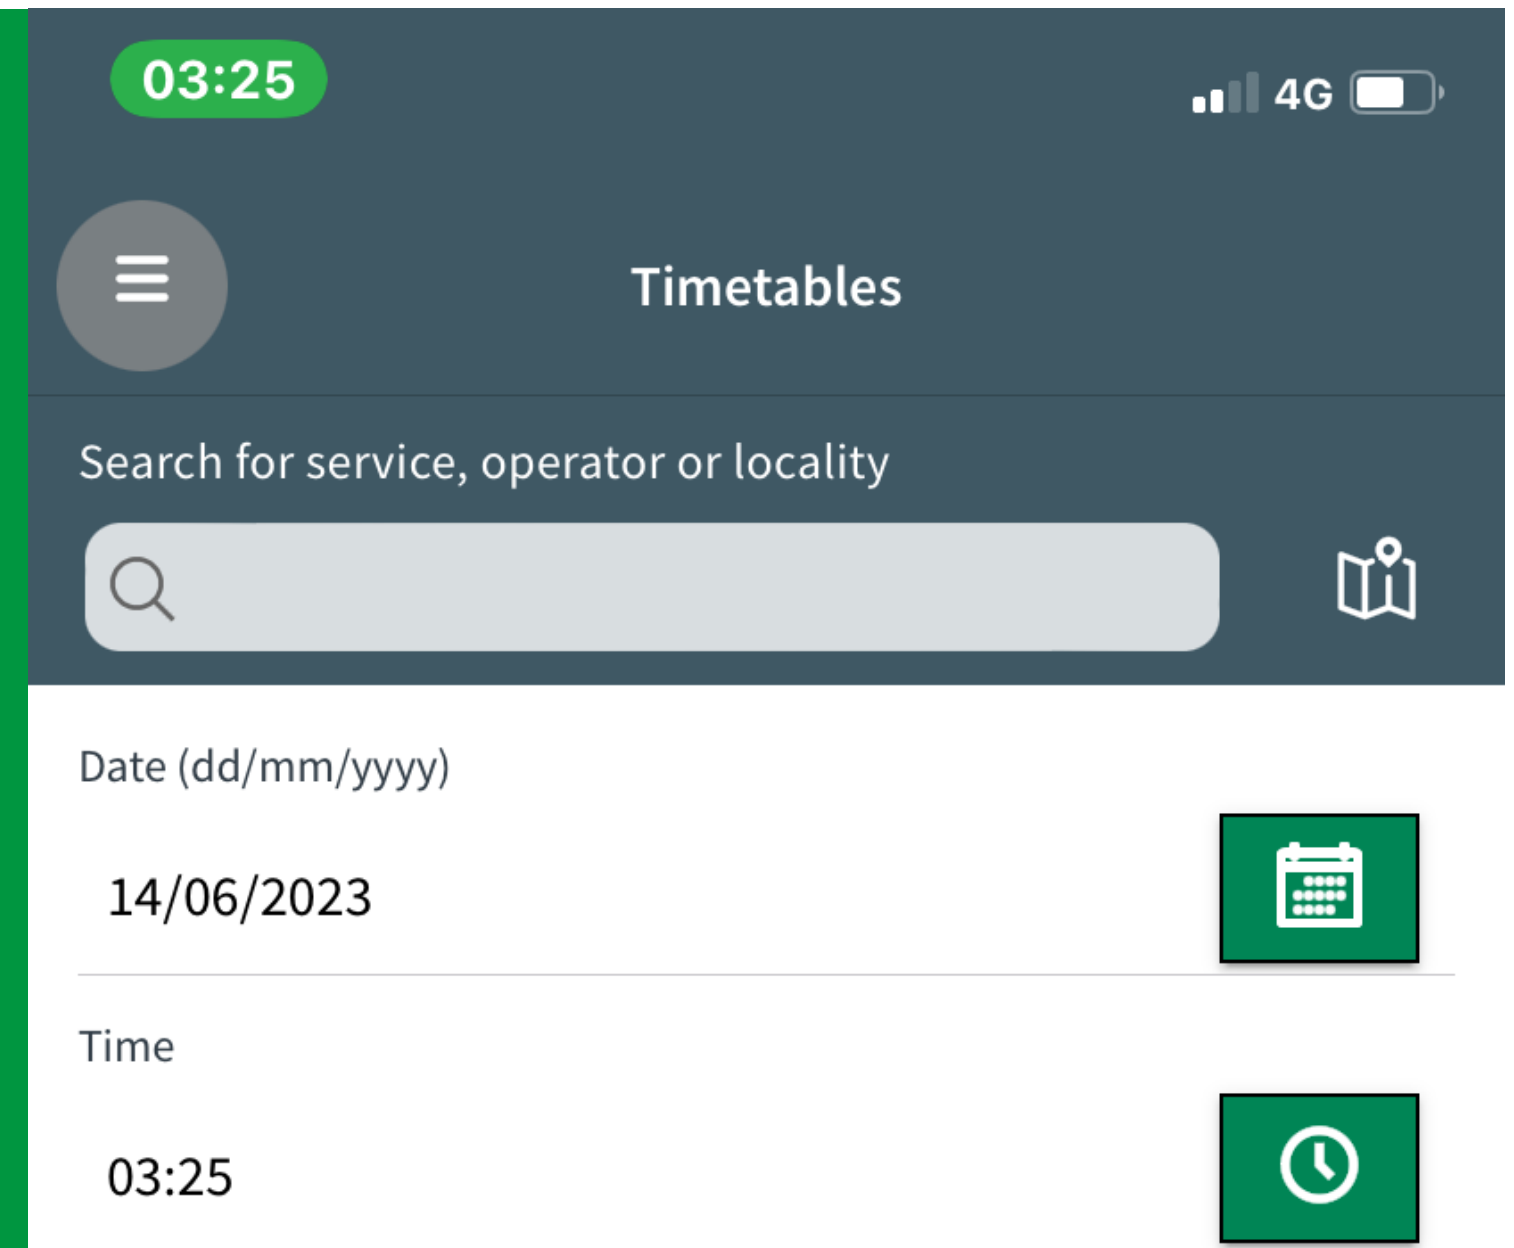 03:25
4G
Timetables
Search for service, operator or locality
Date (dd/mm/yyyy)
14/06/2023
Time
03:25